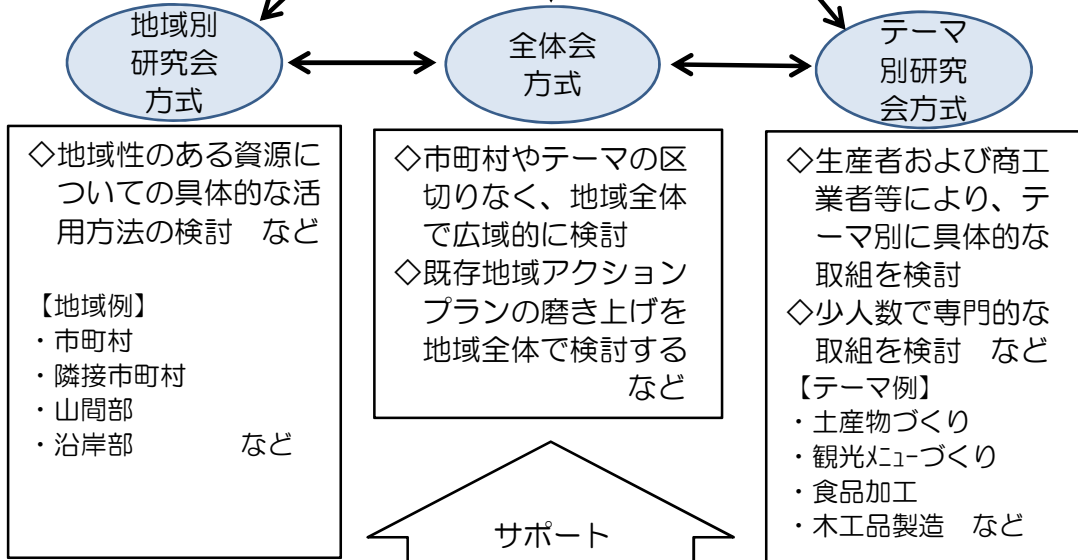 地域別
研究会
方式
全体会
方式
テーマ
別研究
会方式
◇地域性のある資源に
ついての具体的な活
用方法の検討　など
【地域例】
・市町村
・隣接市町村
・山間部
・沿岸部　　　　など
◇市町村やテーマの区
切りなく、地域全体
で広域的に検討
◇既存地域アクション
プランの磨き上げを
地域全体で検討する
など
◇生産者および商工
業者等により、テ
ーマ別に具体的な
取組を検討
◇少人数で専門的な
取組を検討　など
【テーマ例】
・土産物づくり
・観光ﾒﾆｭｰづくり
・食品加工
・木工品製造　など
サポート